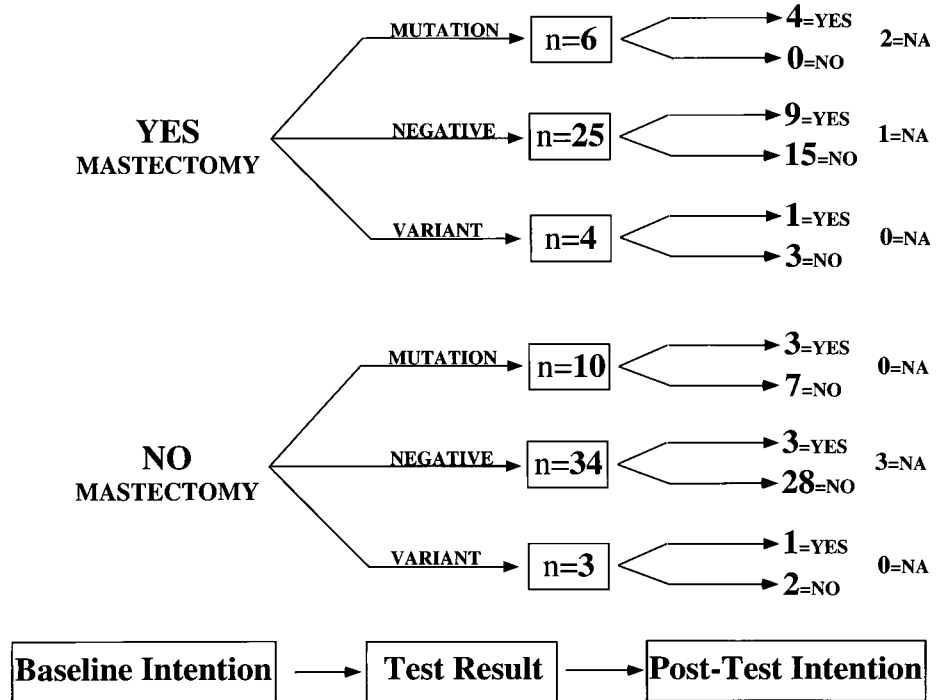 MUTATION
n=6
4=YES
0=NO
2=NA
YES
MASTECTOMY
NEGATIVE
n=25
9=YES
15=NO
1=NA
VARIANT
n=4
1=YES
3=NO
0=NA
MUTATION
n=10
3=YES
7=NO
0=NA
NO
MASTECTOMY
NEGATIVE
n=34
3=YES
28=NO
3=NA
VARIANT
n=3
1=YES
2=NO
0=NA
Baseline Intention
Test Result
Post-Test Intention